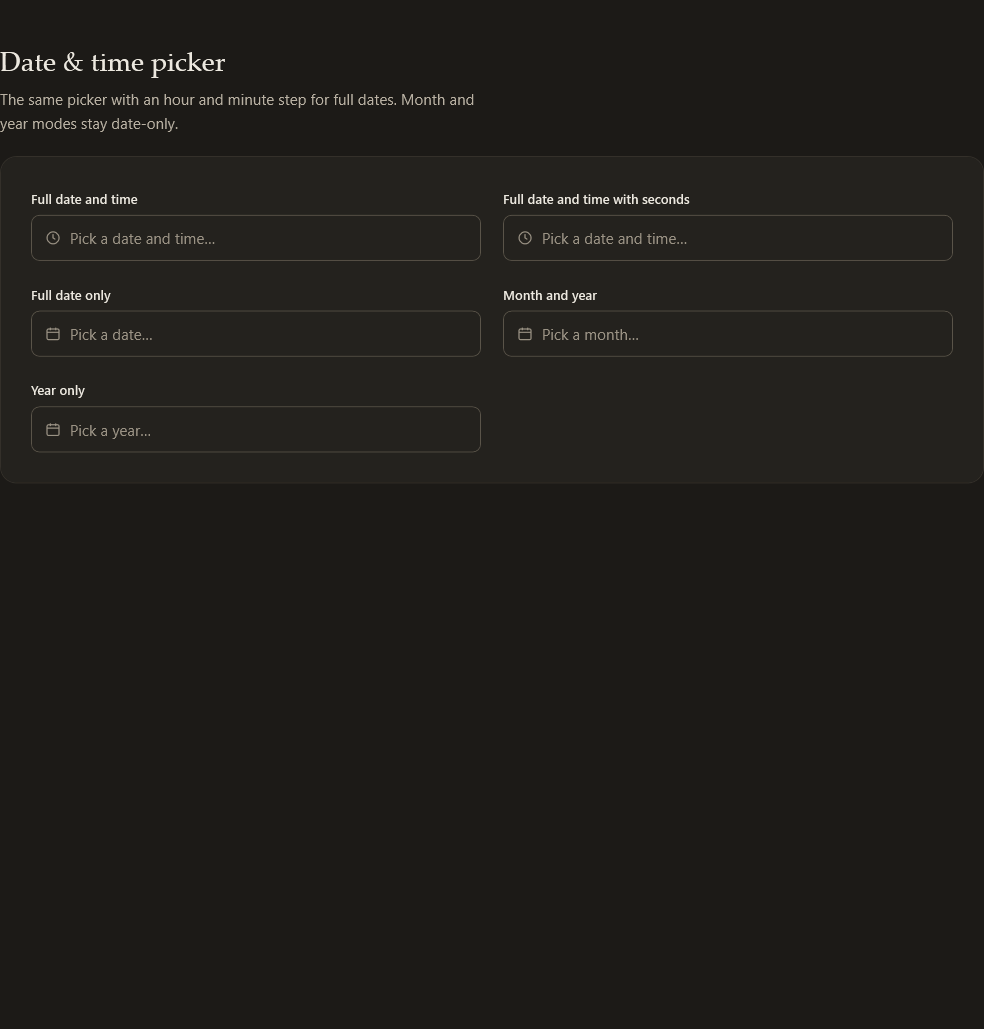 Date & time picker
The same picker with an hour and minute step for full dates. Month and
year modes stay date-only.
Full date and time
Pick a date and time...
Full date and time with seconds
Pick a date and time...
Full date only
Pick a date...
Month and year
Pick a month...
Year only
Pick a year...